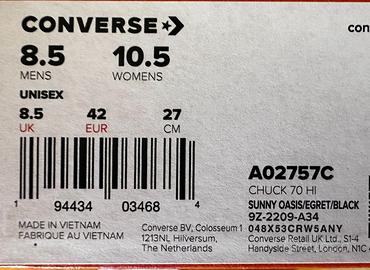 CONVERSE
con
8.5 10.5
MENS WOMENS
UNISEX
8.5 42 27
UK EUR CM
1 94434 03468 4
A02757C
CHUCK 70 HI
SUNNY OASIS/EGRET/BLACK
9Z-2209-A34
048X53CRW5ANY
MADE IN VIETNAM
FABRIQUE AU VIETNAM
Converse BV, Colosseum 1
1213NL Hilversum,
The Netherlands
Converse Retail UK Ltd., S1-4
Handyside Street, London, N1C